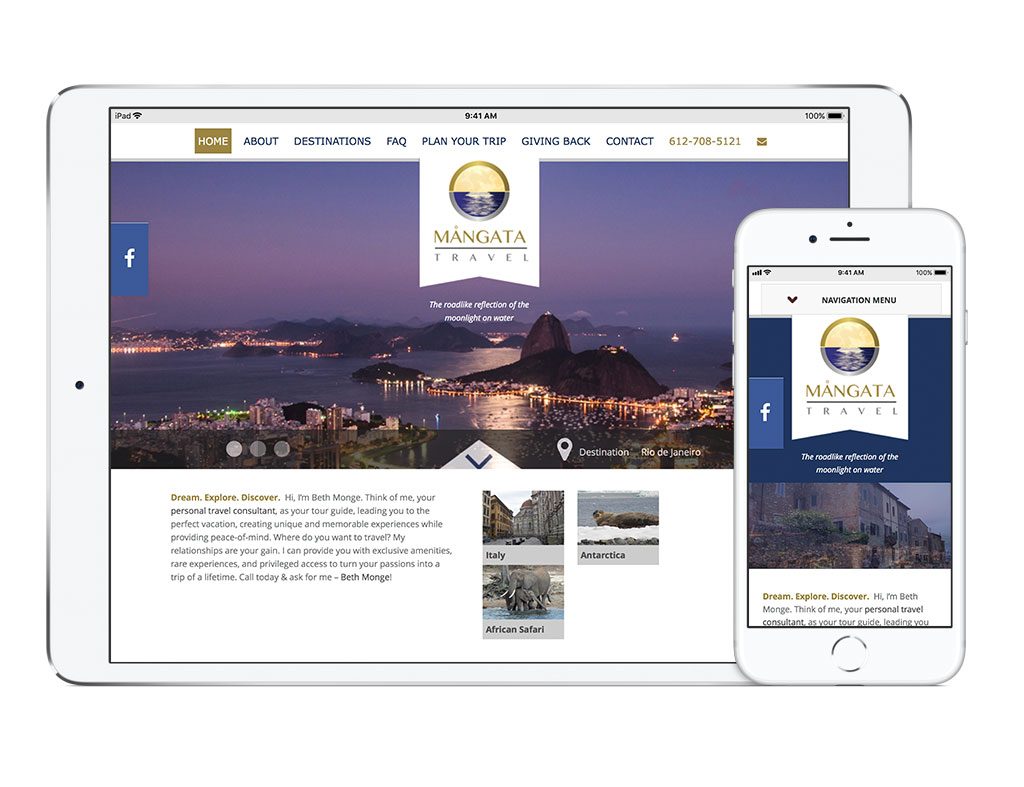 iPad 9:41 AM 100%
HOME ABOUT DESTINATIONS FAQ PLAN YOUR TRIP GIVING BACK CONTACT 612-708-5121
MÅNGATA
TRAVEL
The roadlike reflection of the
moonlight on water
Destination Rio de Janeiro
Dream. Explore. Discover. Hi, I'm Beth Monge. Think of me, your
personal travel consultant, as your tour guide, leading you to the
perfect vacation, creating unique and memorable experiences while
providing peace-of-mind. Where do you want to travel? My
relationships are your gain. I can provide you with exclusive amenities,
rare experiences, and privileged access to turn your passions into a
trip of a lifetime. Call today & ask for me – Beth Monge!
Italy
Antarctica
African Safari
9:41 AM 100%
NAVIGATION MENU
MÅNGATA
TRAVEL
The roadlike reflection of the
moonlight on water
Dream. Explore. Discover. Hi, I'm Beth
Monge. Think of me, your personal travel
consultant, as your tour guide, leading you